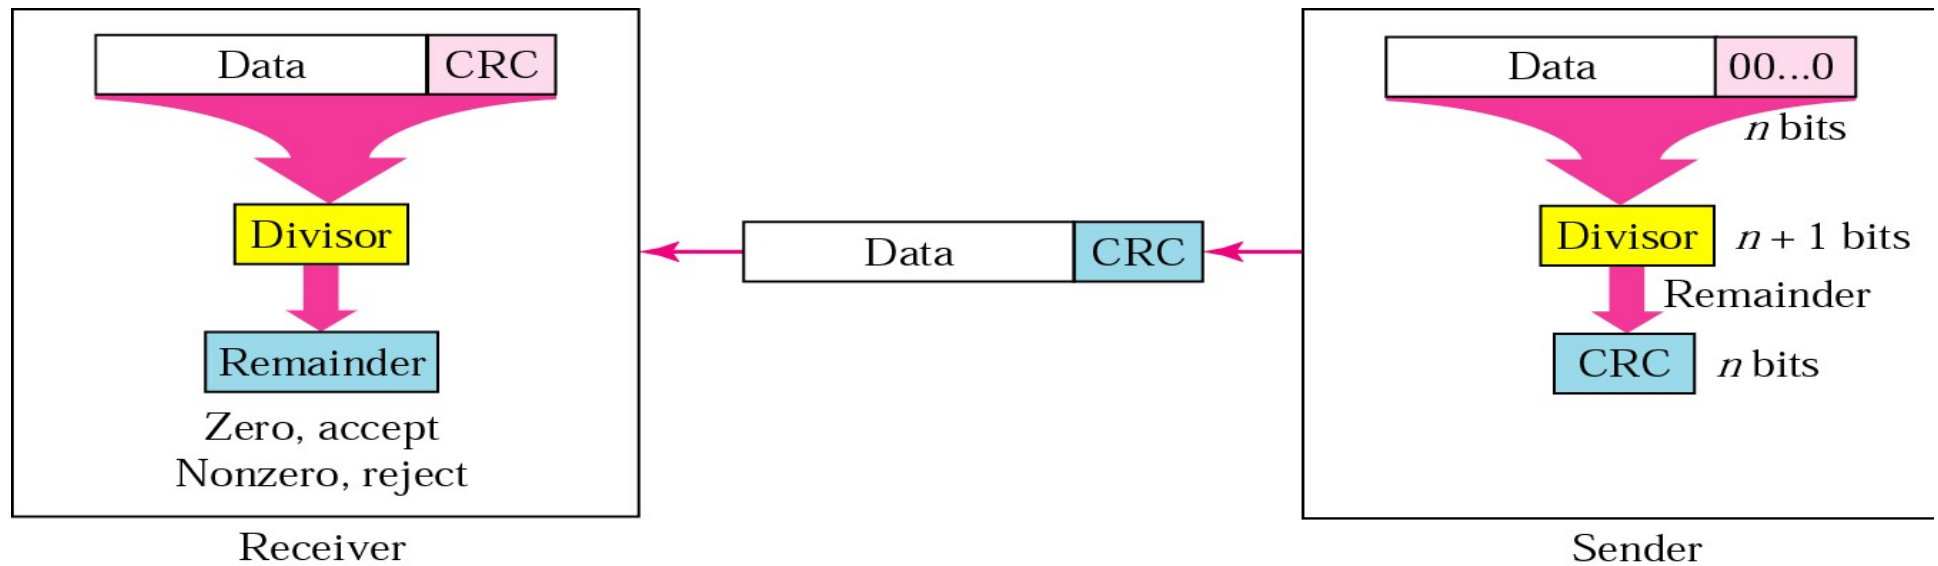 Data CRC
Divisor
Remainder
Zero, accept
Nonzero, reject
Receiver
Data CRC
Data 00...0
n bits
Divisor n + 1 bits
Remainder
CRC n bits
Sender